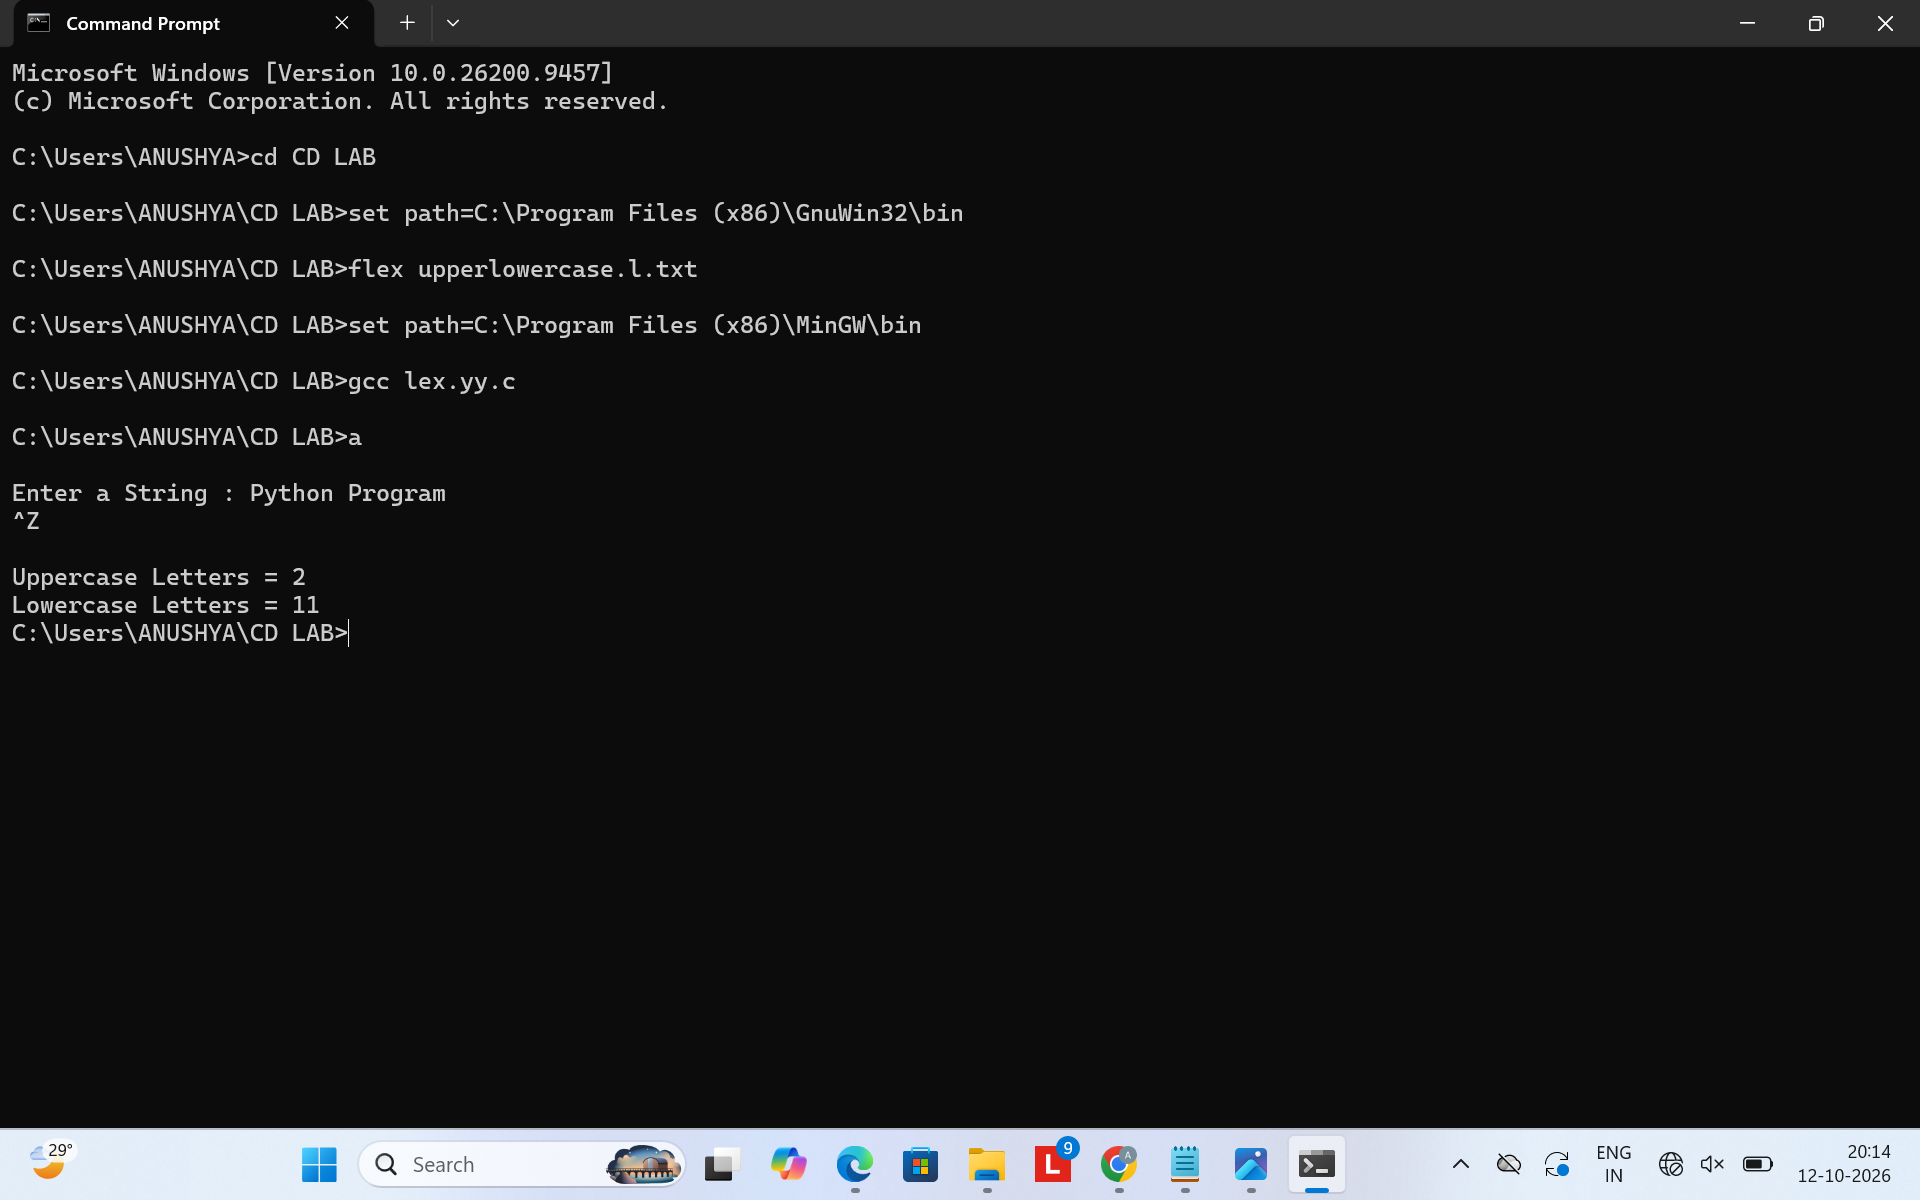 Command Prompt
Microsoft Windows [Version 10.0.26200.9457]
(c) Microsoft Corporation. All rights reserved.
C:\Users\ANUSHYA>cd CD LAB
C:\Users\ANUSHYA\CD LAB>set path=C:\Program Files (x86)\GnuWin32\bin
C:\Users\ANUSHYA\CD LAB>flex upperlowercase.l.txt
C:\Users\ANUSHYA\CD LAB>set path=C:\Program Files (x86)\MinGW\bin
C:\Users\ANUSHYA\CD LAB>gcc lex.yy.c
C:\Users\ANUSHYA\CD LAB>a
Enter a String : Python Program
^Z
Uppercase Letters = 2
Lowercase Letters = 11
C:\Users\ANUSHYA\CD LAB>
29°
Search
L
9
A
ENG
IN
20:14
12-10-2026